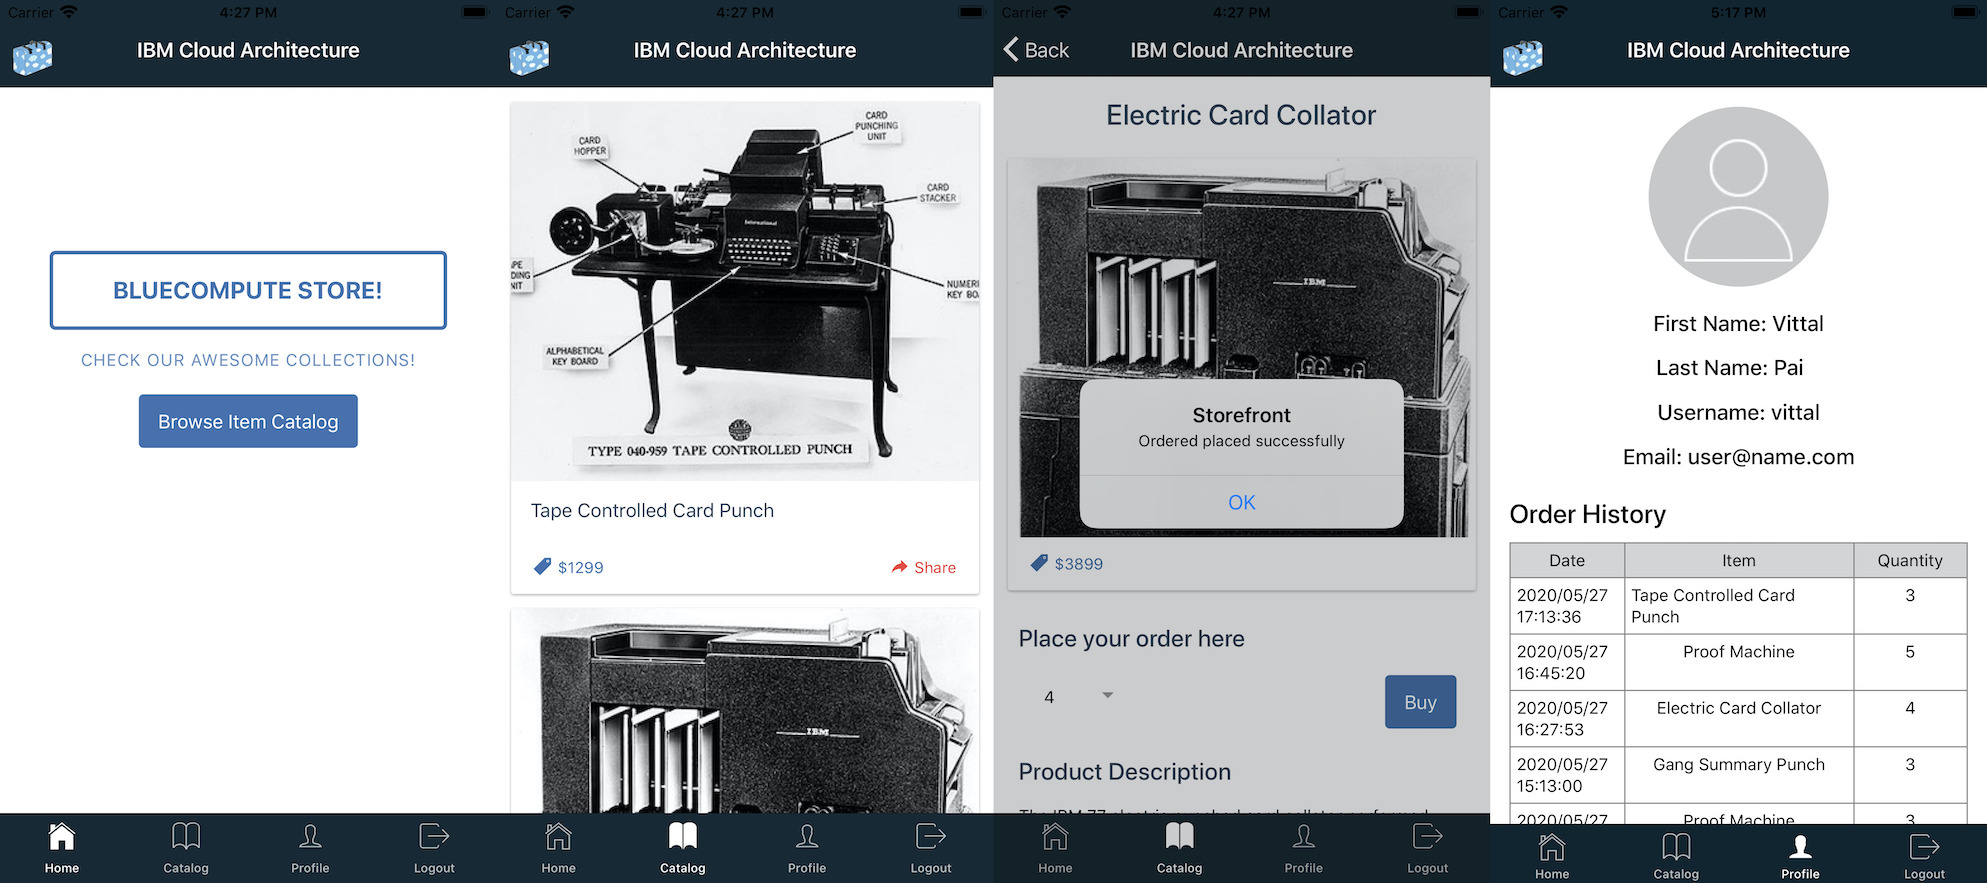 Carrier
4:27 PM
IBM Cloud Architecture
BLUECOMPUTE STORE!
CHECK OUR AWESOME COLLECTIONS!
Browse Item Catalog
Home
Catalog
Profile
Logout
Carrier
4:27 PM
IBM Cloud Architecture
CARD
PUNCHING
UNIT
CARD
HOPPER
CARD
STACKER
International
KEY
ALPHABETICAL
KEY BOARD
TYPE 040-959 TAPE CONTROLLED PUNCH
Tape Controlled Card Punch
$1299
Share
IBM
Home
Catalog
Profile
Logout
Carrier
4:27 PM
Back
IBM Cloud Architecture
Electric Card Collator
IBM
Storefront
Ordered placed successfully
OK
$3899
Place your order here
4
Buy
Product Description
Home
Catalog
Profile
Logout
Carrier
5:17 PM
IBM Cloud Architecture
First Name: Vittal
Last Name: Pai
Username: vittal
Email: user@name.com
Order History
Date Item Quantity
2020/05/27 Tape Controlled Card 3
17:13:36 Punch
2020/05/27 Proof Machine 5
16:45:20
2020/05/27 Electric Card Collator 4
16:27:53
2020/05/27 Gang Summary Punch 3
15:13:00
2020/05/27 Proof Machine 3
Home
Catalog
Profile
Logout